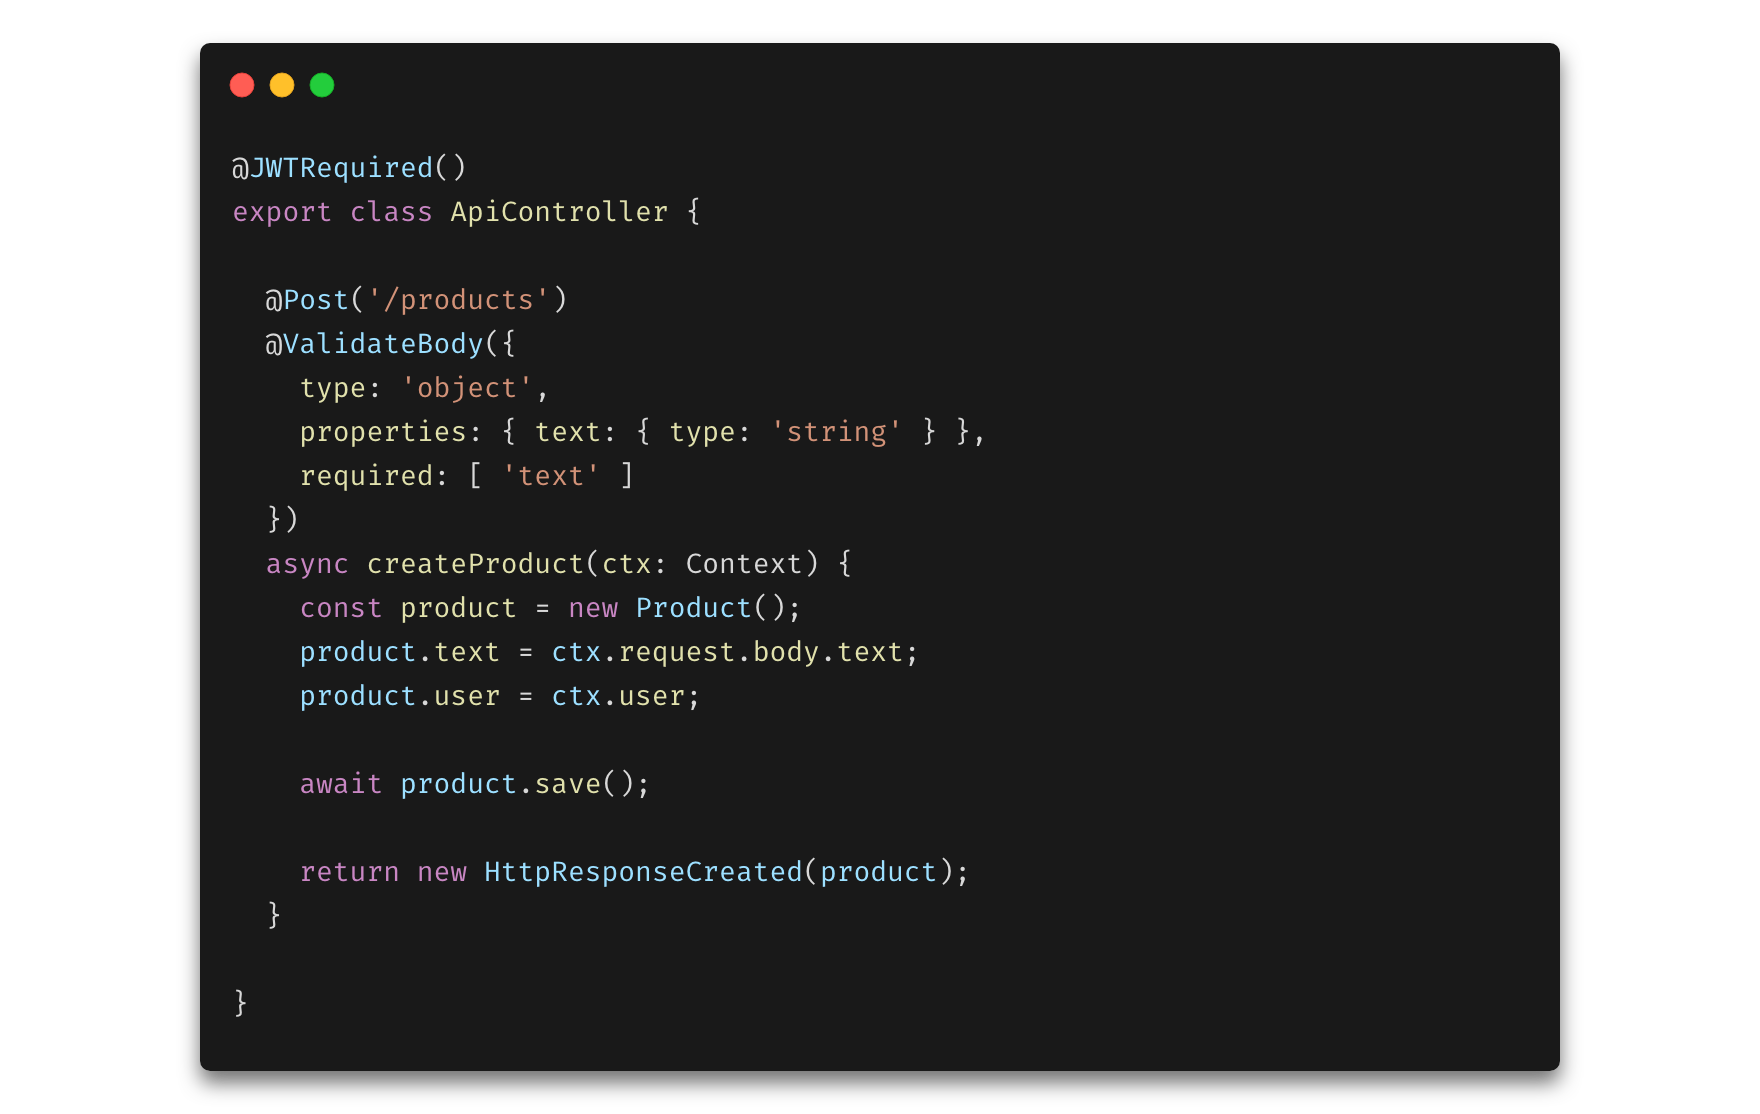 @JWTRequired()
export class ApiController {
  @Post('/products')
  @ValidateBody({
    type: 'object',
    properties: { text: { type: 'string' } },
    required: [ 'text' ]
  })
  async createProduct(ctx: Context) {
    const product = new Product();
    product.text = ctx.request.body.text;
    product.user = ctx.user;
    await product.save();
    return new HttpResponseCreated(product);
  }
}